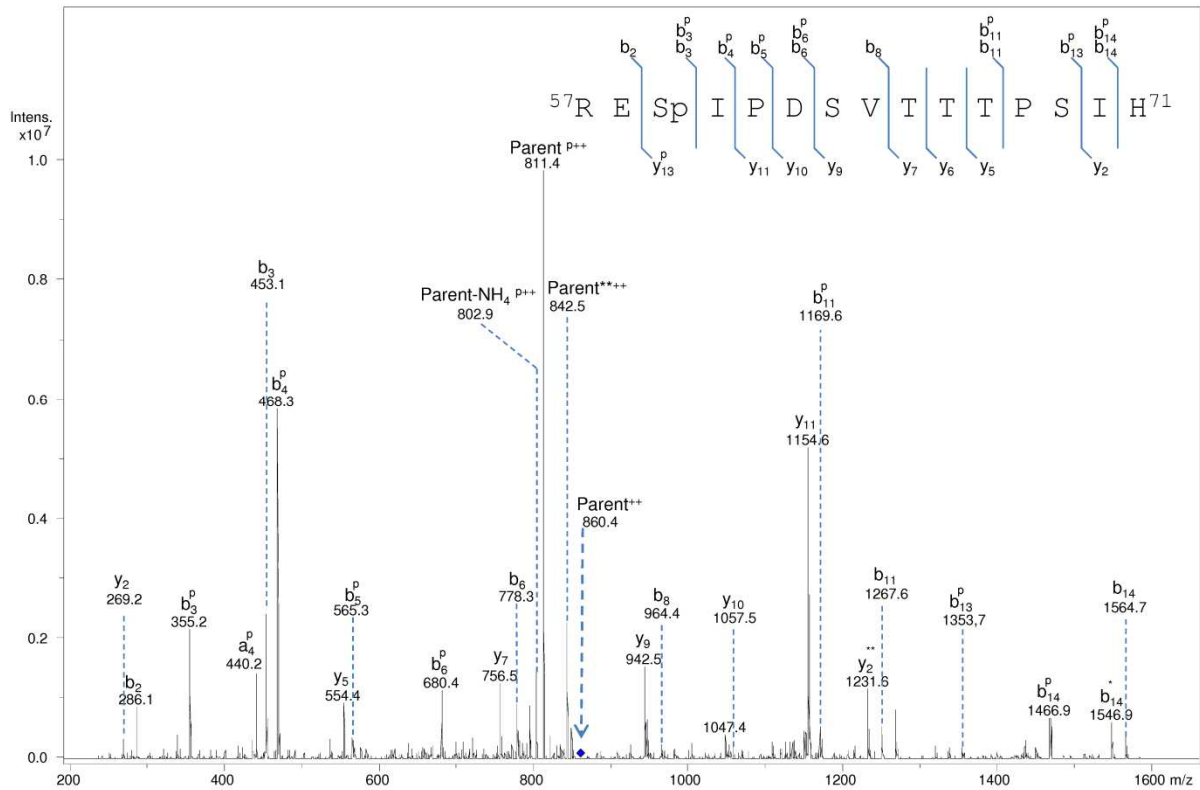 b2 b3p b3 b4p b5p b6p b6 b8 b11p b11 b13p b14p b14
57R E Sp I P D S V T T T P S I H71
y13p y11 y10 y9 y7 y6 y5 y2
Intens.
x10^7
1.0
0.8
0.6
0.4
0.2
0.0
Parent p++
811.4
b3
453.1
Parent-NH4 p++
802.9
Parent**++
842.5
b11p
1169.6
b4p
468.3
y11
1154.6
Parent++
860.4
y2
269.2
b3p
355.2
b5p
565.3
b6
778.3
b8
964.4
y10
1057.5
b11
1267.6
b13p
1353,7
b14
1564.7
a4p
440.2
b2
286.1
y5
554.4
b6p
680.4
y7
756.5
y9
942.5
1047.4
y2**
1231.6
b14p
1466.9
b14*
1546.9
200 400 600 800 1000 1200 1400 1600 m/z